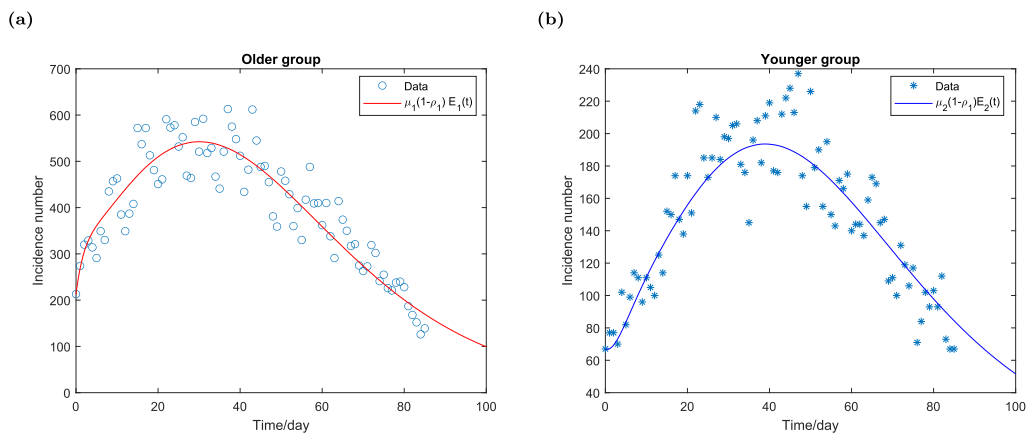 (a)
Older group
Incidence number
700
600
500
400
300
200
100
0
0 20 40 60 80 100
Time/day
Data
μ₁(1-ρ₁) E₁(t)
(b)
Younger group
Incidence number
240
220
200
180
160
140
120
100
80
60
40
0 20 40 60 80 100
Time/day
Data
μ₂(1-ρ₁)E₂(t)